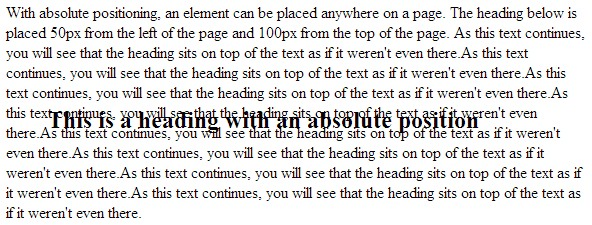 With absolute positioning, an element can be placed anywhere on a page. The heading below is
placed 50px from the left of the page and 100px from the top of the page. As this text continues,
you will see that the heading sits on top of the text as if it weren't even there.As this text
continues, you will see that the heading sits on top of the text as if it weren't even there.As this
text continues, you will see that the heading sits on top of the text as if it weren't even there.As
this text continues, you will see that the heading sits on top of the text as if it weren't even
This is a heading with an absolute position
there.As this text continues, you will see that the heading sits on top of the text as if it weren't
even there.As this text continues, you will see that the heading sits on top of the text as if it
weren't even there.As this text continues, you will see that the heading sits on top of the text as if
it weren't even there.As this text continues, you will see that the heading sits on top of the text as
if it weren't even there.